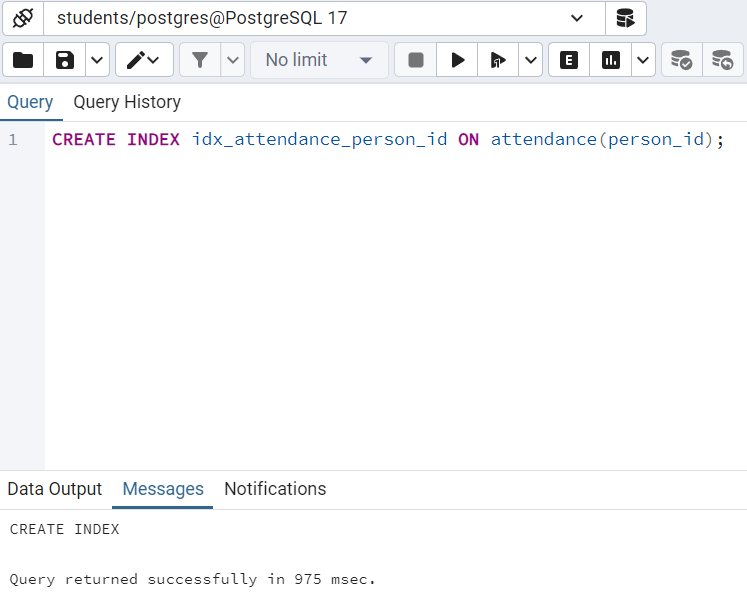 students/postgres@PostgreSQL 17
No limit
E
Query Query History
1 CREATE INDEX idx_attendance_person_id ON attendance(person_id);
Data Output Messages Notifications
CREATE INDEX
Query returned successfully in 975 msec.